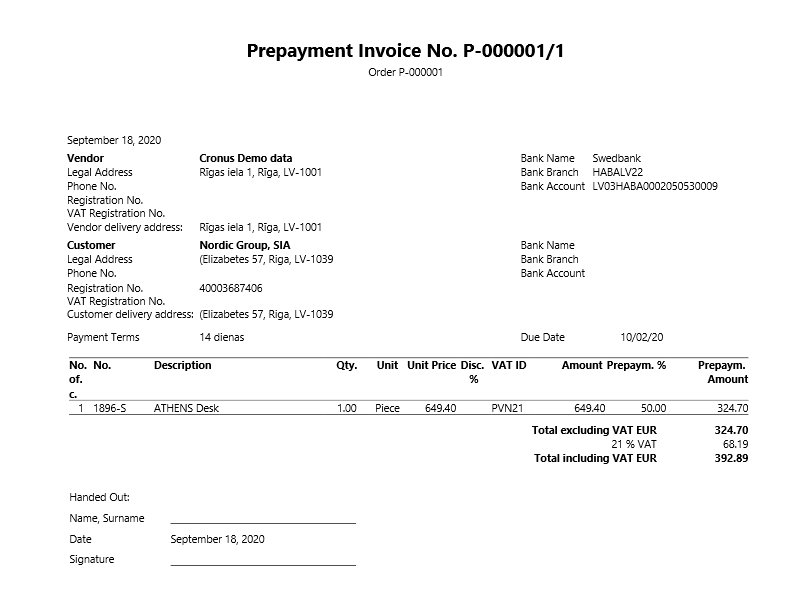 Prepayment Invoice No. P-000001/1
Order P-000001
September 18, 2020
Vendor Cronus Demo data Bank Name Swedbank
Legal Address Rīgas iela 1, Rīga, LV-1001 Bank Branch HABALV22
Phone No. Bank Account LV03HABA0002050530009
Registration No.
VAT Registration No.
Vendor delivery address: Rīgas iela 1, Rīga, LV-1001
Customer Nordic Group, SIA Bank Name
Legal Address (Elizabetes 57, Riga, LV-1039 Bank Branch
Phone No. Bank Account
Registration No. 40003687406
VAT Registration No.
Customer delivery address: (Elizabetes 57, Riga, LV-1039
Payment Terms 14 dienas Due Date 10/02/20
No. No. Description Qty. Unit Unit Price Disc. VAT ID Amount Prepaym. % Prepaym.
of. % Amount
c.
1 1896-S ATHENS Desk 1.00 Piece 649.40 PVN21 649.40 50.00 324.70
Total excluding VAT EUR 324.70
21 % VAT 68.19
Total including VAT EUR 392.89
Handed Out:
Name, Surname
Date September 18, 2020
Signature